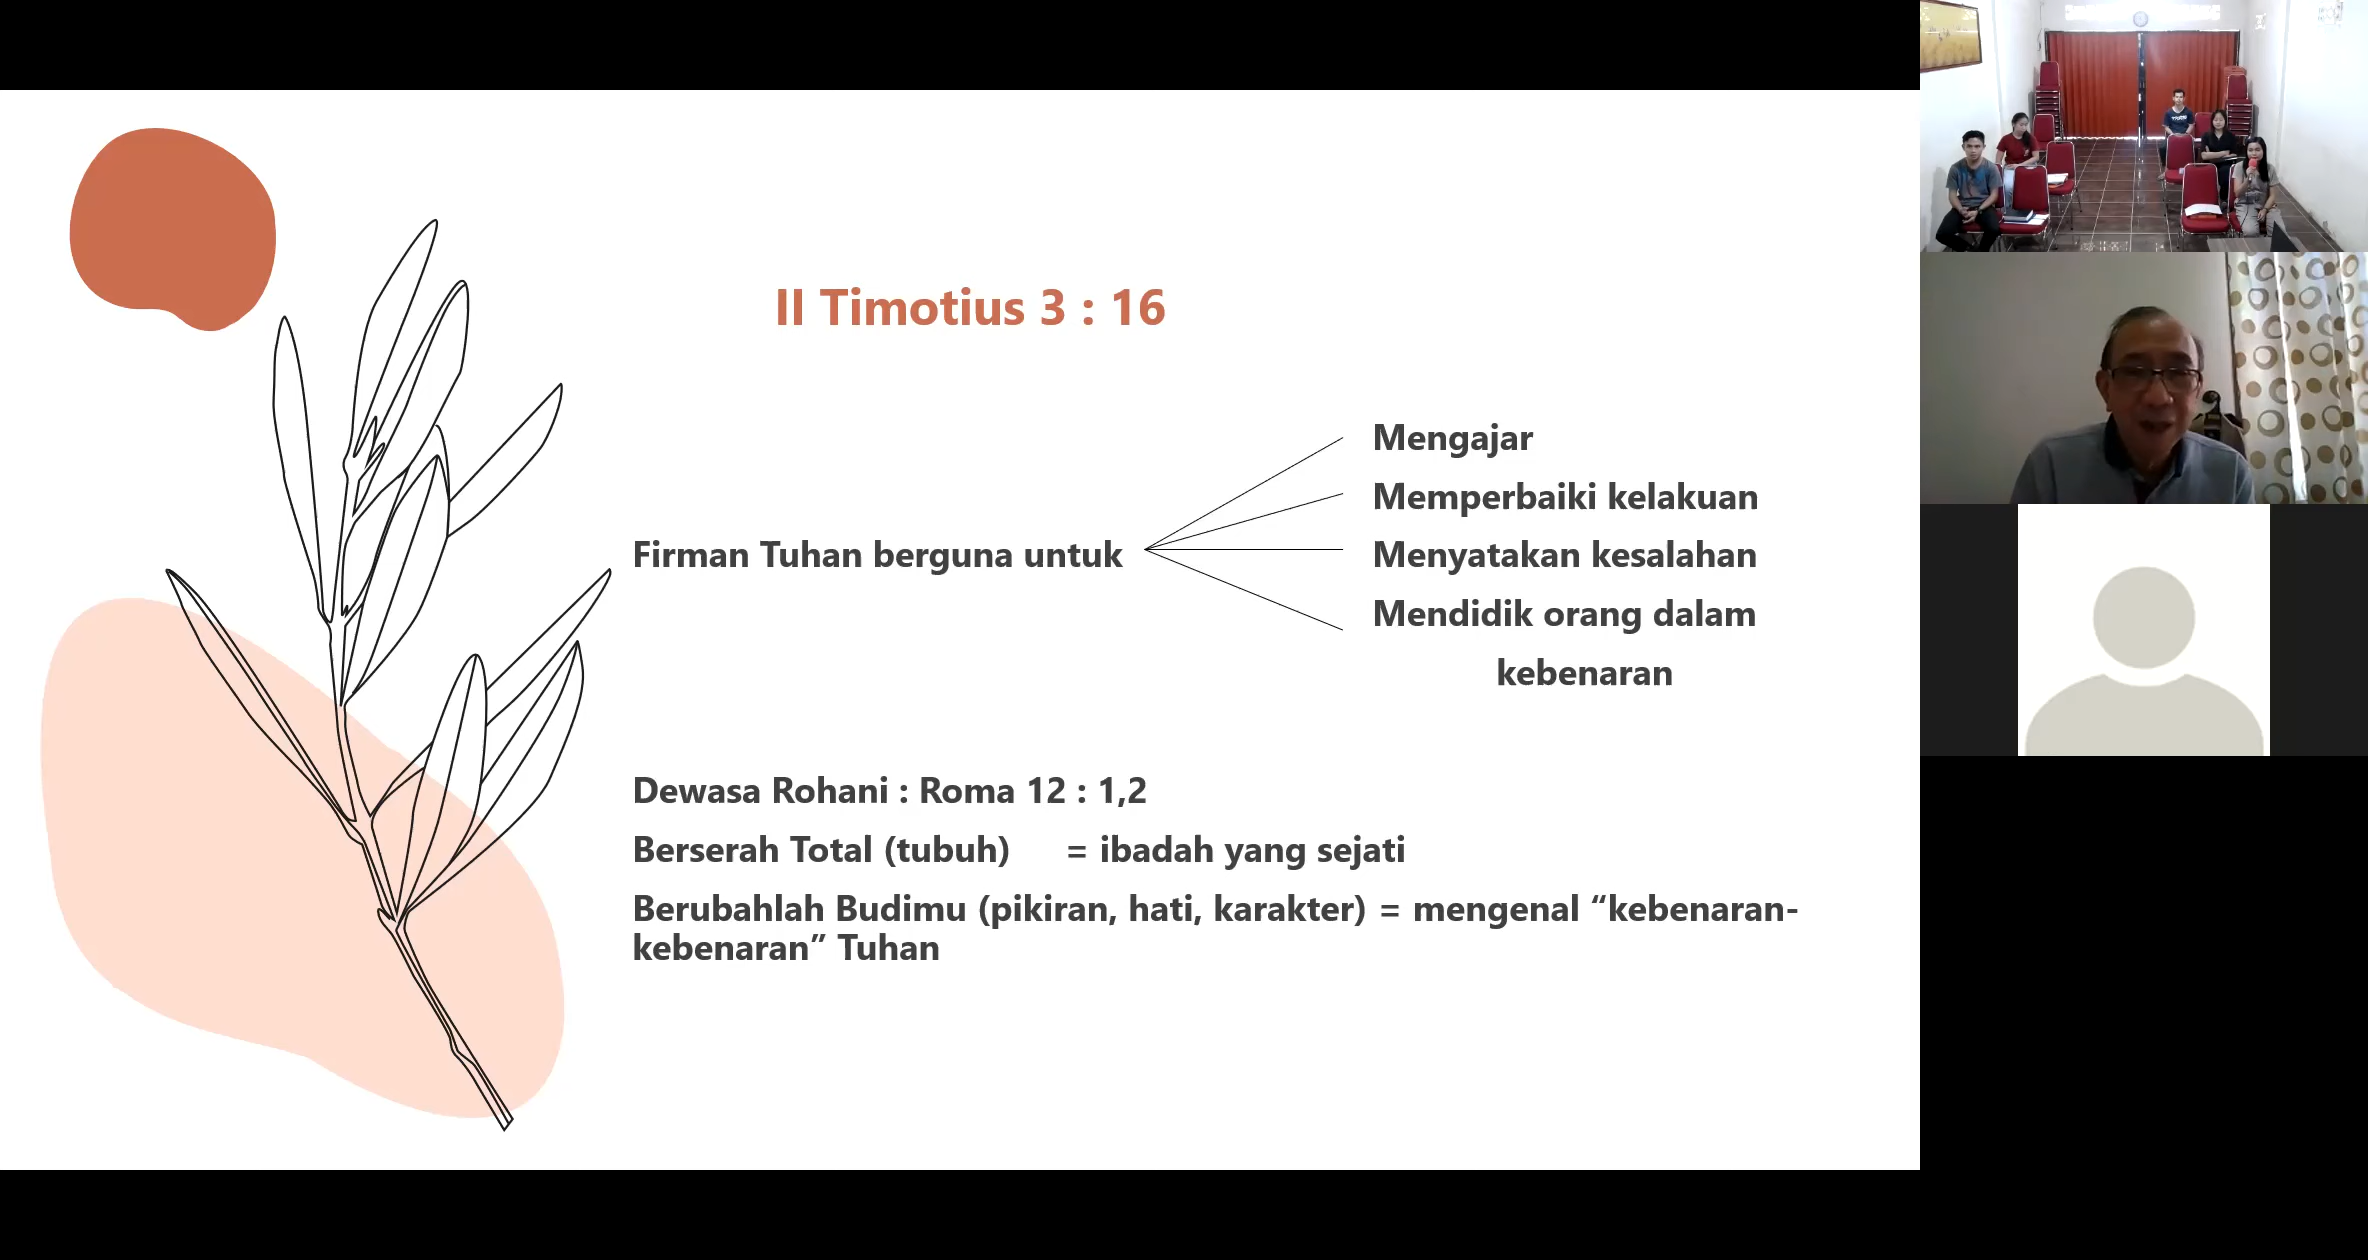 II Timotius 3 : 16
Mengajar
Memperbaiki kelakuan
Firman Tuhan berguna untuk
Menyatakan kesalahan
Mendidik orang dalam
kebenaran
Dewasa Rohani : Roma 12 : 1,2
Berserah Total (tubuh) = ibadah yang sejati
Berubahlah Budimu (pikiran, hati, karakter) = mengenal “kebenaran-
kebenaran” Tuhan